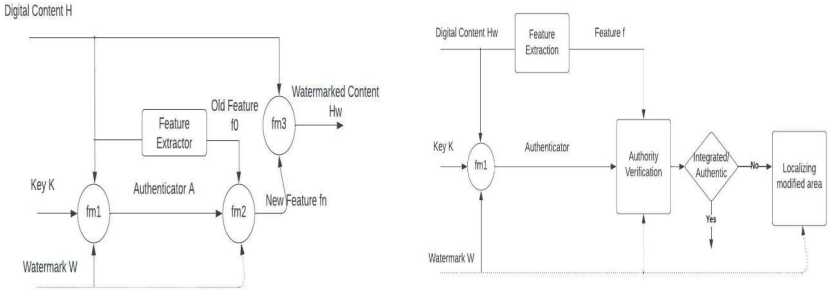 Digital Content H
Feature
Extractor
Old Feature
f0
fm3
Watermarked Content
Hw
Key K
fm1
Authenticator A
fm2
New Feature fn
Watermark W
Digital Content Hw
Feature
Extraction
Feature f
Key K
fm1
Authenticator
Authority
Verification
Integrated/
Authentic
No
Localizing
modified area
Yes
Watermark W